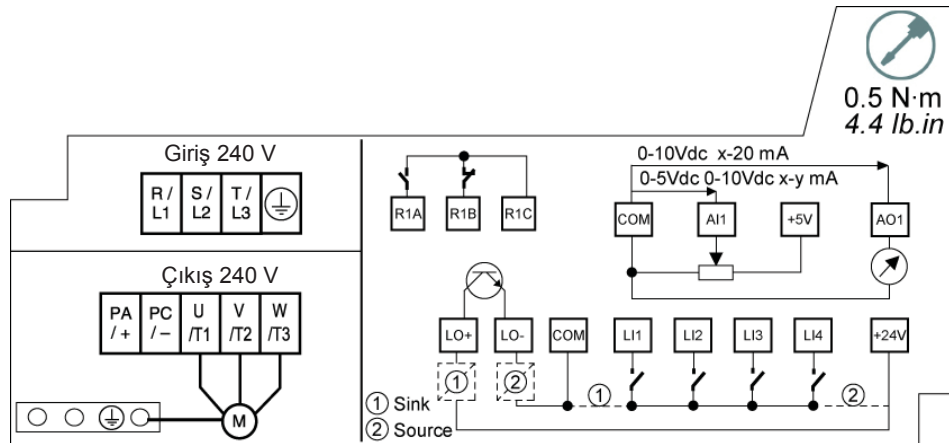 0.5 N·m
4.4 lb.in
Giriş 240 V
R / L1 S / L2 T / L3
Çıkış 240 V
PA / + PC / – U /T1 V /T2 W /T3
M
R1A R1B R1C
0-10Vdc x-20 mA
0-5Vdc 0-10Vdc x-y mA
COM AI1 +5V AO1
LO+ LO- COM LI1 LI2 LI3 LI4 +24V
1 2
1 2
1 Sink
2 Source